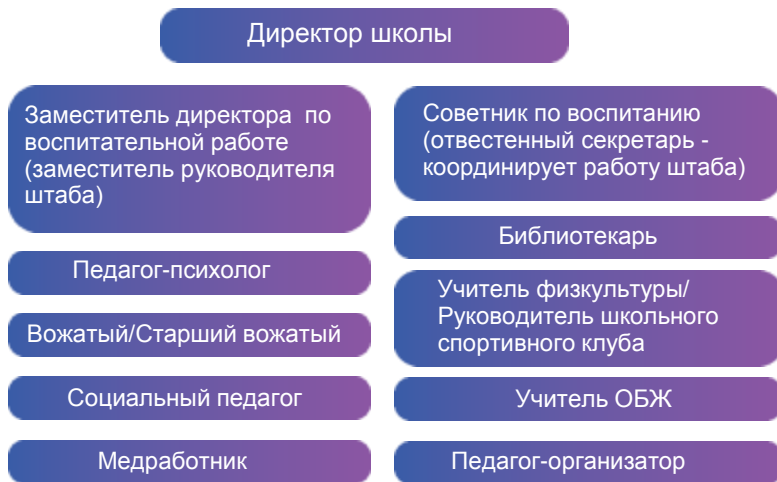 Директор школы
Заместитель директора по
воспитательной работе
(заместитель руководителя
штаба)
Педагог-психолог
Вожатый/Старший вожатый
Социальный педагог
Медработник
Советник по воспитанию
(отвестенный секретарь -
координирует работу штаба)
Библиотекарь
Учитель физкультуры/
Руководитель школьного
спортивного клуба
Учитель ОБЖ
Педагог-организатор